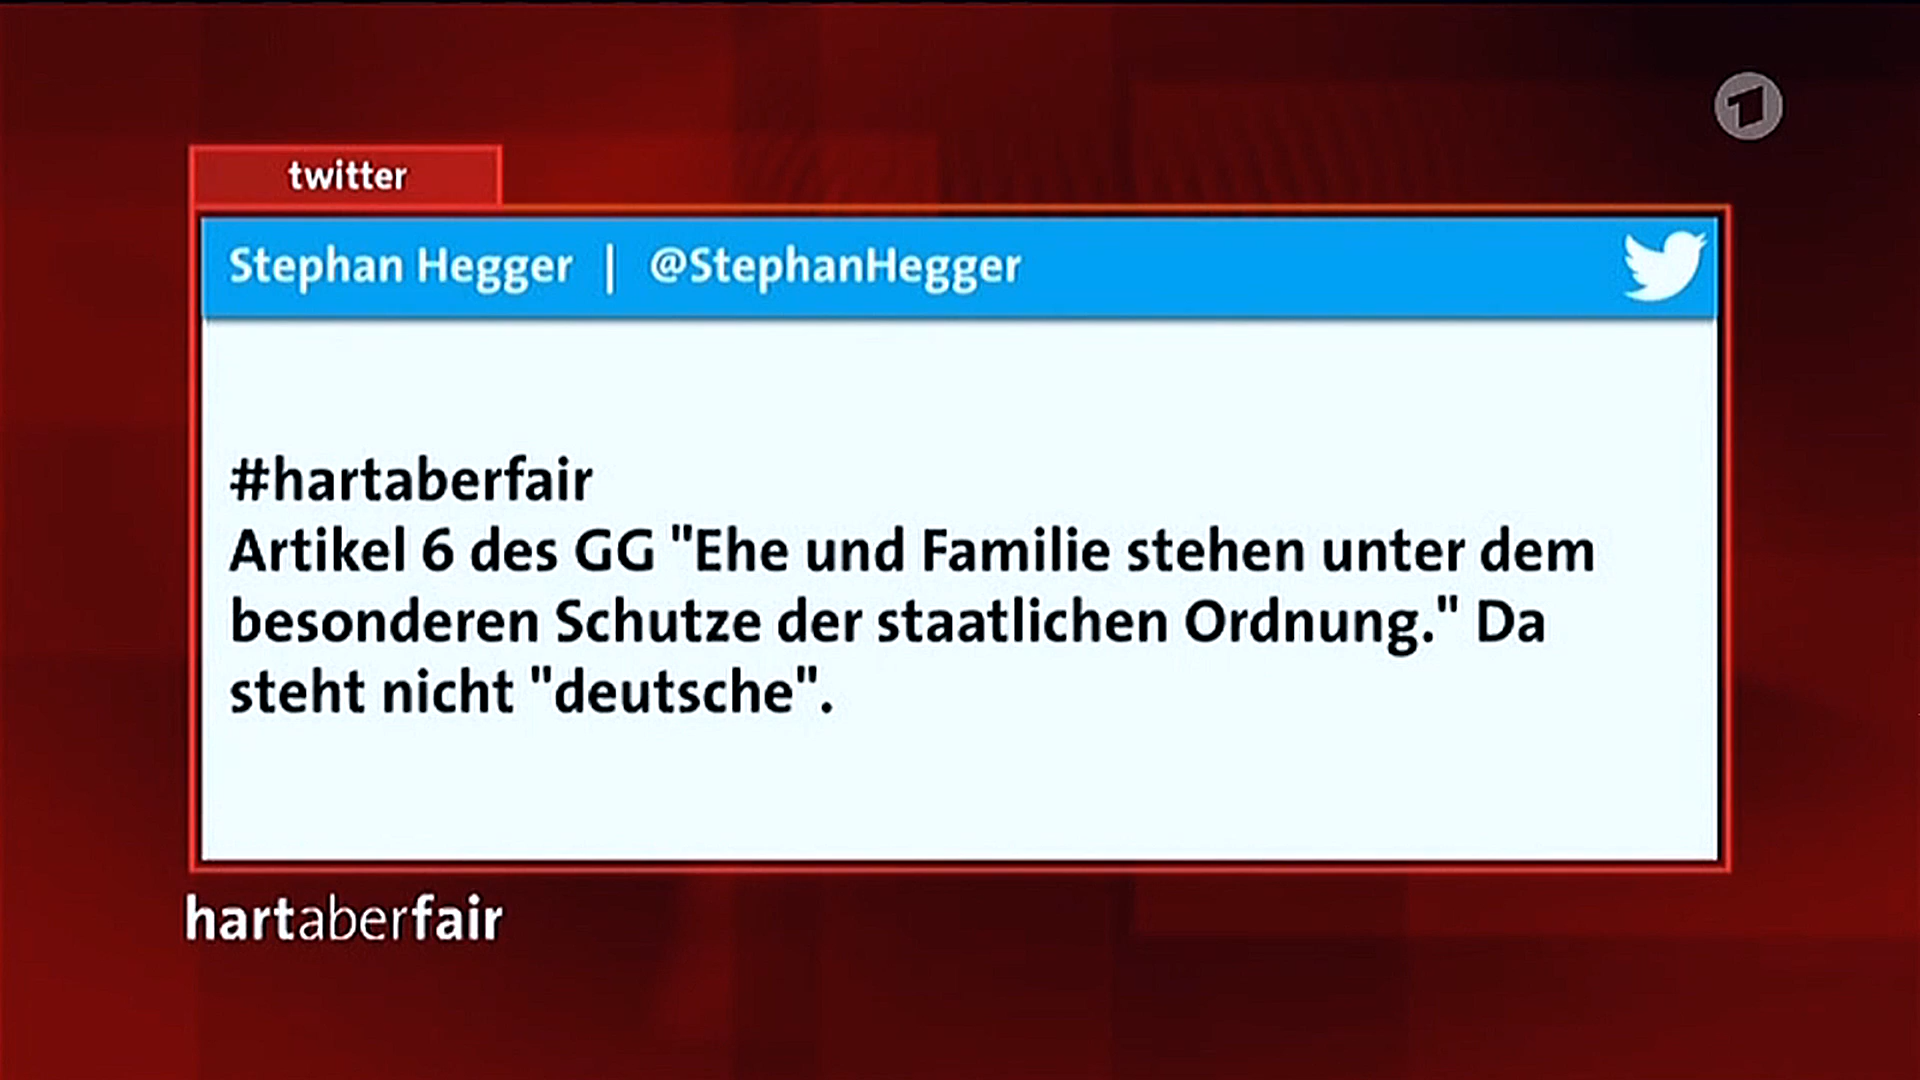 twitter
Stephan Hegger | @StephanHegger
#hartaberfair
Artikel 6 des GG "Ehe und Familie stehen unter dem
besonderen Schutze der staatlichen Ordnung." Da
steht nicht "deutsche".
hartaberfair